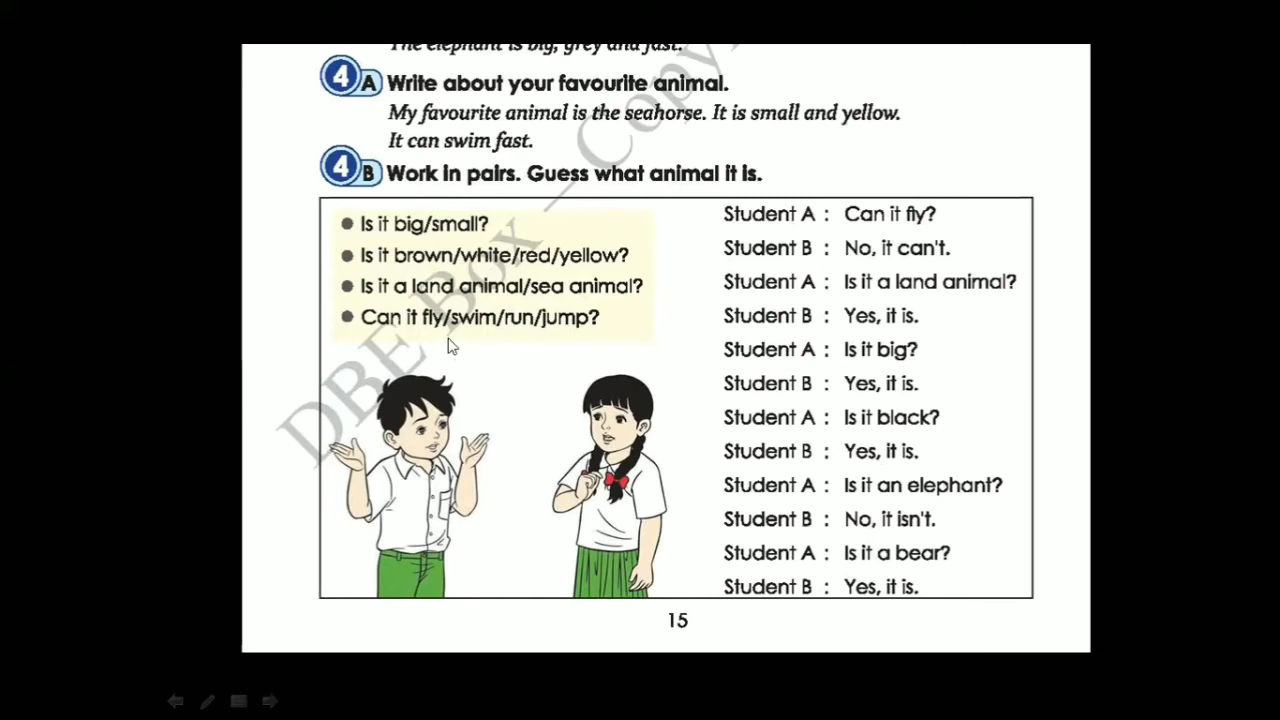 The elephant is big, grey and fast.
4 A Write about your favourite animal.
My favourite animal is the seahorse. It is small and yellow.
It can swim fast.
4 B Work in pairs. Guess what animal it is.
Is it big/small?
Is it brown/white/red/yellow?
Is it a land animal/sea animal?
Can it fly/swim/run/jump?
Student A : Can it fly?
Student B : No, it can't.
Student A : Is it a land animal?
Student B : Yes, it is.
Student A : Is it big?
Student B : Yes, it is.
Student A : Is it black?
Student B : Yes, it is.
Student A : Is it an elephant?
Student B : No, it isn't.
Student A : Is it a bear?
Student B : Yes, it is.
15
DBE Box_Copy